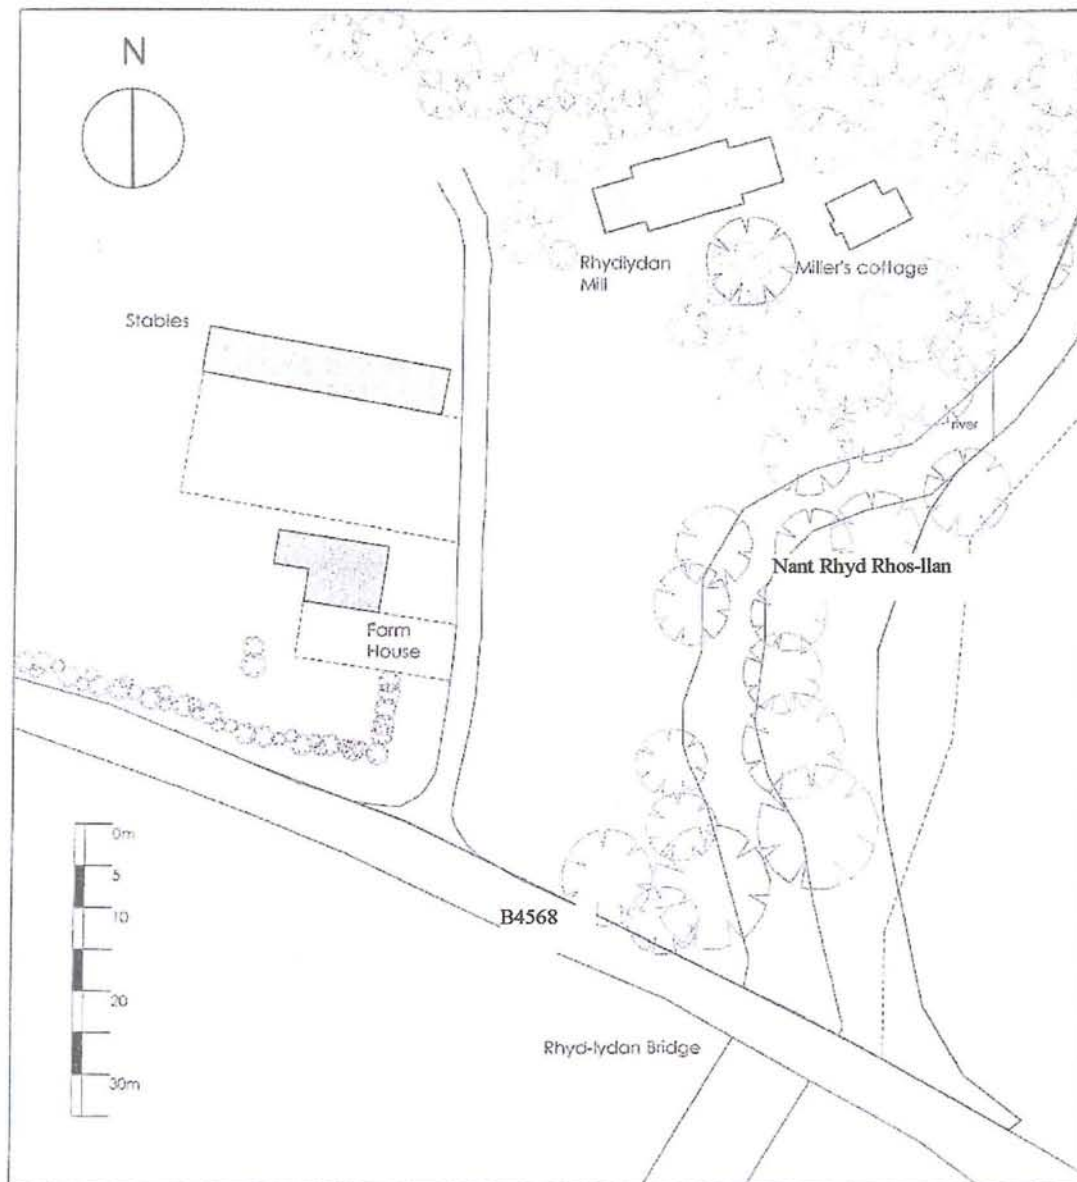 N
Rhydlydan
Mill
Miller's cottage
Stables
river
Nant Rhyd Rhos-llan
Farm
House
0m
5
10
20
30m
B4568
Rhyd-lydan Bridge